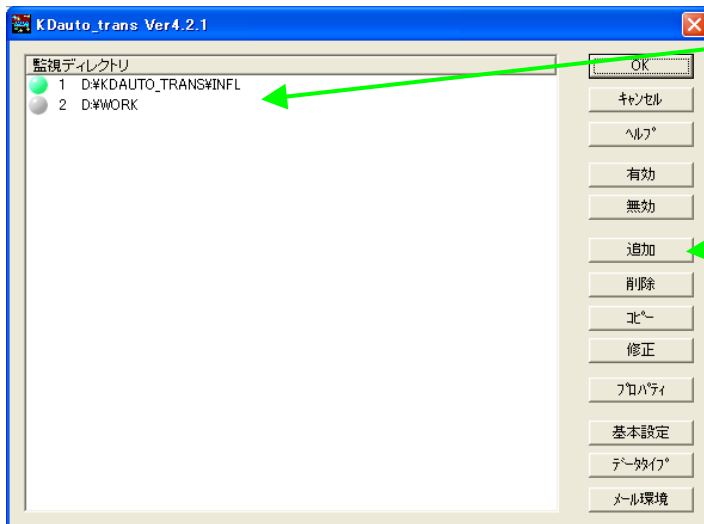 KDauto_trans Ver4.2.1
監視ディレクトリ
1 D:¥KDAUTO_TRANS¥INFL
2 D:¥WORK
OK
ｷｬﾝｾﾙ
ﾍﾙﾌﾟ
有効
無効
追加
削除
ｺﾋﾟｰ
修正
ﾌﾟﾛﾊﾟﾃｨ
基本設定
ﾃﾞｰﾀﾀｲﾌﾟ
ﾒｰﾙ環境